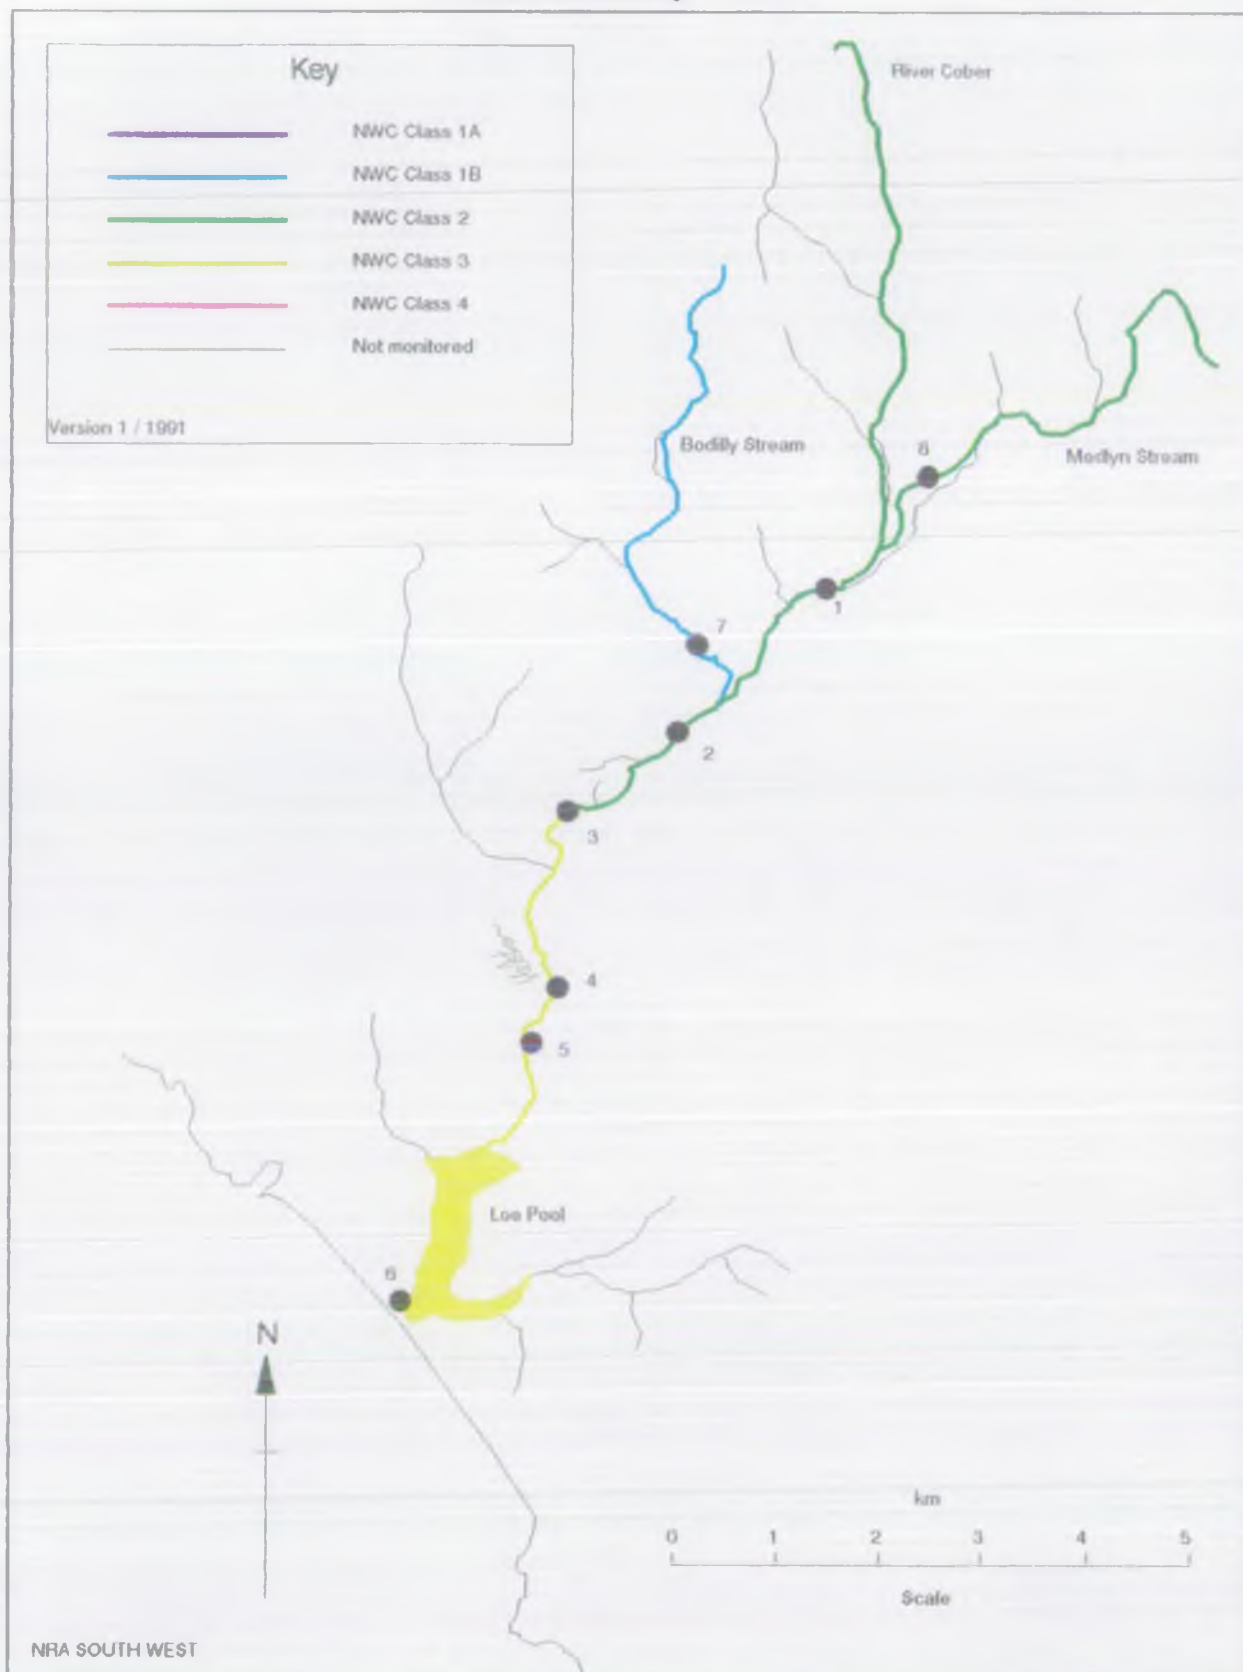 Key
NWC Class 1A
NWC Class 1B
NWC Class 2
NWC Class 3
NWC Class 4
Not monitored
Version 1 / 1991
River Cober
Bodilly Stream
8
Medlyn Stream
1
7
2
3
4
5
Loe Pool
6
N
km
0 1 2 3 4 5
Scale
NRA SOUTH WEST